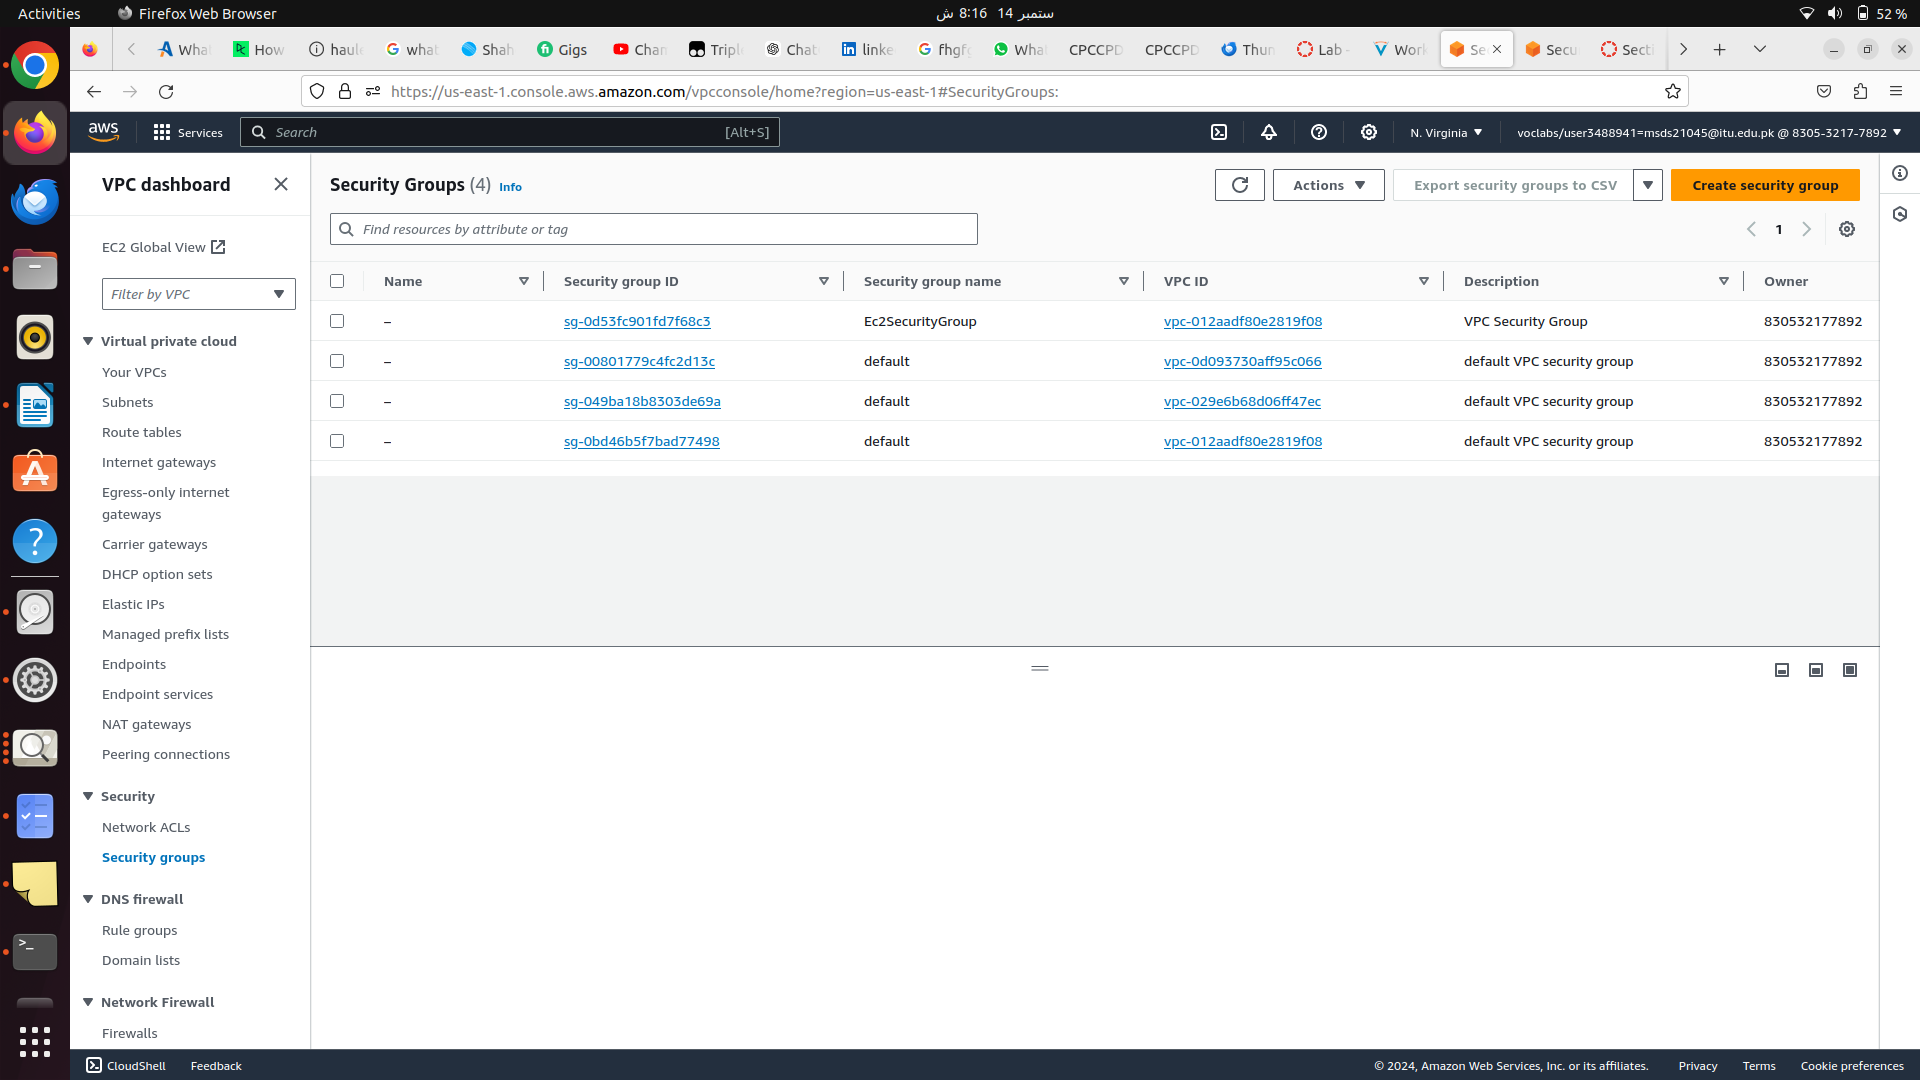 Activities Firefox Web Browser ستمبر 14 8:16 ش 52 %
What How haul what Shah Gigs Chan Triple Chat linke fhgfg What CPCCPD CPCCPD Thun Lab - Work Se Secu Secti
https://us-east-1.console.aws.amazon.com/vpcconsole/home?region=us-east-1#SecurityGroups:
aws Services Search [Alt+S] N. Virginia voclabs/user3488941=msds21045@itu.edu.pk @ 8305-3217-7892
VPC dashboard
EC2 Global View
Filter by VPC
Virtual private cloud
Your VPCs
Subnets
Route tables
Internet gateways
Egress-only internet
gateways
Carrier gateways
DHCP option sets
Elastic IPs
Managed prefix lists
Endpoints
Endpoint services
NAT gateways
Peering connections
Security
Network ACLs
Security groups
DNS firewall
Rule groups
Domain lists
Network Firewall
Firewalls
Security Groups (4) Info
Actions Export security groups to CSV Create security group
Find resources by attribute or tag 1
Name Security group ID Security group name VPC ID Description Owner
– sg-0d53fc901fd7f68c3 Ec2SecurityGroup vpc-012aadf80e2819f08 VPC Security Group 830532177892
– sg-00801779c4fc2d13c default vpc-0d093730aff95c066 default VPC security group 830532177892
– sg-049ba18b8303de69a default vpc-029e6b68d06ff47ec default VPC security group 830532177892
– sg-0bd46b5f7bad77498 default vpc-012aadf80e2819f08 default VPC security group 830532177892
CloudShell Feedback © 2024, Amazon Web Services, Inc. or its affiliates. Privacy Terms Cookie preferences